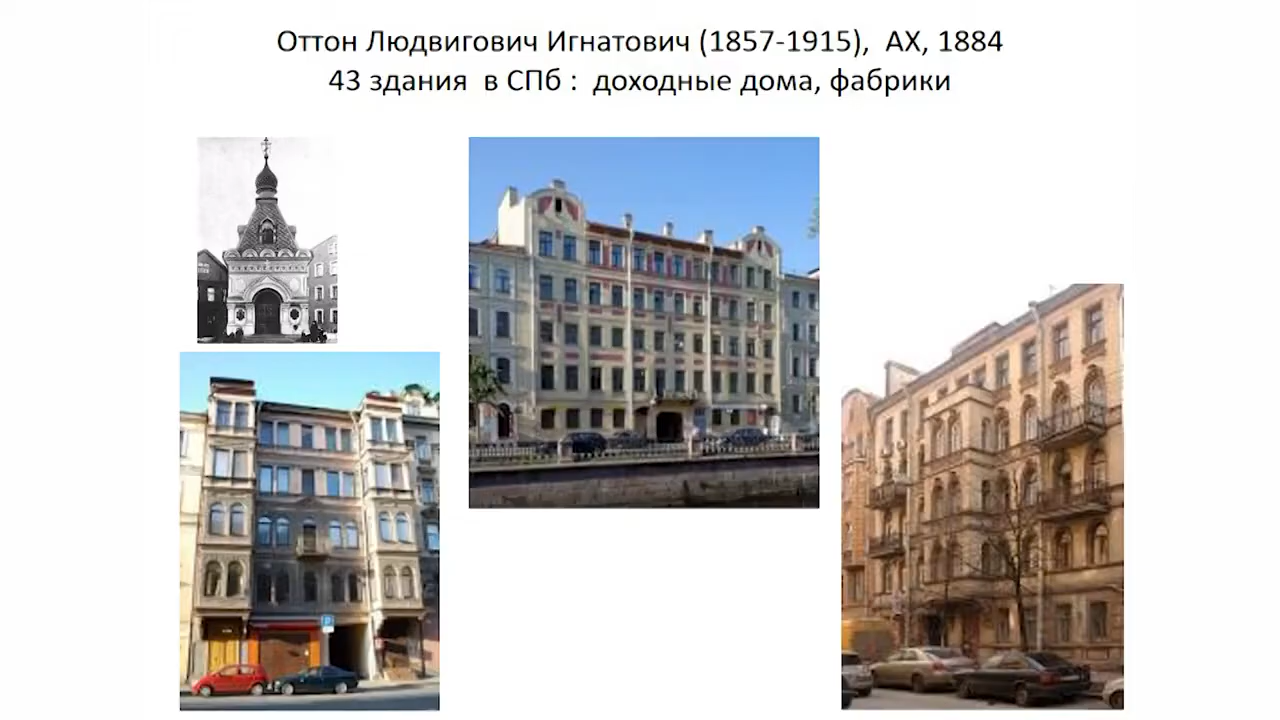 Оттон Людвигович Игнатович (1857-1915),  АХ, 1884
43 здания  в СПб :  доходные дома, фабрики